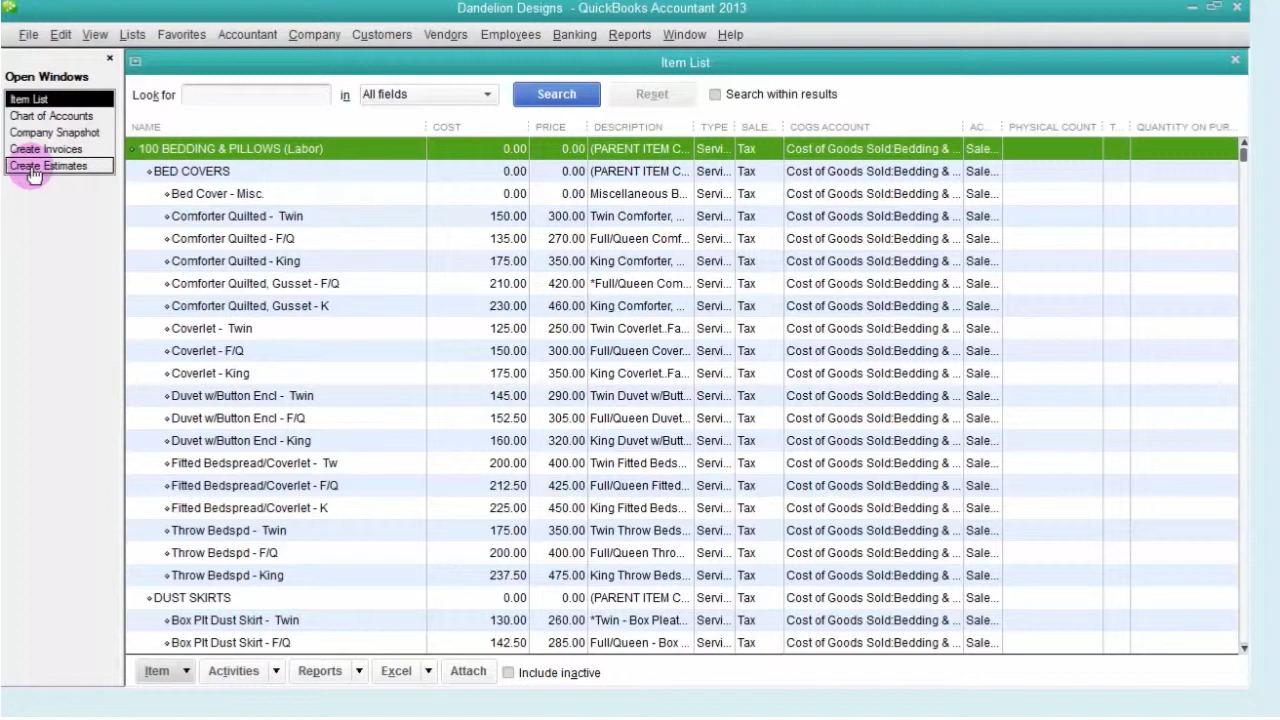 Dandelion Designs - QuickBooks Accountant 2013
File Edit View Lists Favorites Accountant Company Customers Vendors Employees Banking Reports Window Help
Open Windows
Item List
Chart of Accounts
Company Snapshot
Create Invoices
Create Estimates
Item List
Look for in All fields Search Reset Search within results
NAME COST PRICE DESCRIPTION TYPE SALE... COGS ACCOUNT AC... PHYSICAL COUNT T... QUANTITY ON PUR...
100 BEDDING & PILLOWS (Labor) 0.00 0.00 (PARENT ITEM C... Servi... Tax Cost of Goods Sold:Bedding & ... Sale...
BED COVERS 0.00 0.00 (PARENT ITEM C... Servi... Tax Cost of Goods Sold:Bedding & ... Sale...
Bed Cover - Misc. 0.00 0.00 Miscellaneous B... Servi... Tax Cost of Goods Sold:Bedding & ... Sale...
Comforter Quilted - Twin 150.00 300.00 Twin Comforter, ... Servi... Tax Cost of Goods Sold:Bedding & ... Sale...
Comforter Quilted - F/Q 135.00 270.00 Full/Queen Comf... Servi... Tax Cost of Goods Sold:Bedding & ... Sale...
Comforter Quilted - King 175.00 350.00 King Comforter, ... Servi... Tax Cost of Goods Sold:Bedding & ... Sale...
Comforter Quilted, Gusset - F/Q 210.00 420.00 *Full/Queen Com... Servi... Tax Cost of Goods Sold:Bedding & ... Sale...
Comforter Quilted, Gusset - K 230.00 460.00 King Comforter, ... Servi... Tax Cost of Goods Sold:Bedding & ... Sale...
Coverlet - Twin 125.00 250.00 Twin Coverlet..Fa... Servi... Tax Cost of Goods Sold:Bedding & ... Sale...
Coverlet - F/Q 150.00 300.00 Full/Queen Cover... Servi... Tax Cost of Goods Sold:Bedding & ... Sale...
Coverlet - King 175.00 350.00 King Coverlet..Fa... Servi... Tax Cost of Goods Sold:Bedding & ... Sale...
Duvet w/Button Encl - Twin 145.00 290.00 Twin Duvet w/Butt... Servi... Tax Cost of Goods Sold:Bedding & ... Sale...
Duvet w/Button Encl - F/Q 152.50 305.00 Full/Queen Duvet... Servi... Tax Cost of Goods Sold:Bedding & ... Sale...
Duvet w/Button Encl - King 160.00 320.00 King Duvet w/Butt... Servi... Tax Cost of Goods Sold:Bedding & ... Sale...
Fitted Bedspread/Coverlet - Tw 200.00 400.00 Twin Fitted Beds... Servi... Tax Cost of Goods Sold:Bedding & ... Sale...
Fitted Bedspread/Coverlet - F/Q 212.50 425.00 Full/Queen Fitted... Servi... Tax Cost of Goods Sold:Bedding & ... Sale...
Fitted Bedspread/Coverlet - K 225.00 450.00 King Fitted Beds... Servi... Tax Cost of Goods Sold:Bedding & ... Sale...
Throw Bedspd - Twin 175.00 350.00 Twin Throw Beds... Servi... Tax Cost of Goods Sold:Bedding & ... Sale...
Throw Bedspd - F/Q 200.00 400.00 Full/Queen Thro... Servi... Tax Cost of Goods Sold:Bedding & ... Sale...
Throw Bedspd - King 237.50 475.00 King Throw Beds... Servi... Tax Cost of Goods Sold:Bedding & ... Sale...
DUST SKIRTS 0.00 0.00 (PARENT ITEM C... Servi... Tax Cost of Goods Sold:Bedding & ... Sale...
Box Plt Dust Skirt - Twin 130.00 260.00 *Twin - Box Pleat... Servi... Tax Cost of Goods Sold:Bedding & ... Sale...
Box Plt Dust Skirt - F/Q 142.50 285.00 Full/Queen - Box ... Servi... Tax Cost of Goods Sold:Bedding & ... Sale...
Item Activities Reports Excel Attach Include inactive